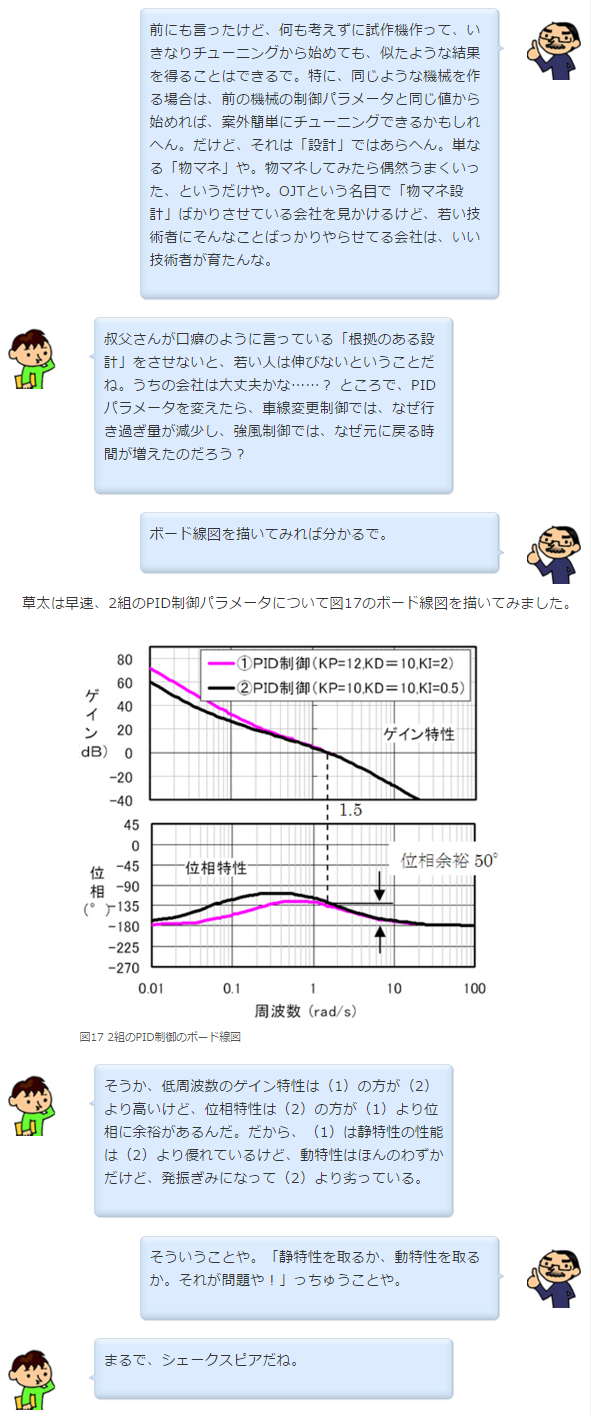 前にも言ったけど、何も考えずに試作機作って、い
きなりチューニングから始めても、似たような結果
を得ることはできるで。特に、同じような機械を作
る場合は、前の機械の制御パラメータと同じ値から
始めれば、案外簡単にチューニングできるかもしれ
へん。だけど、それは「設計」ではあらへん。単な
る「物マネ」や。物マネしてみたら偶然うまくいっ
た、というだけや。OJTという名目で「物マネ設
計」ばかりさせている会社を見かけるけど、若い技
術者にそんなことばっかりやらせてる会社は、いい
技術者が育たんな。
叔父さんが口癖のように言っている「根拠のある設
計」をさせないと、若い人は伸びないということだ
ね。うちの会社は大丈夫かな……？ ところで、PID
パラメータを変えたら、車線変更制御では、なぜ行
き過ぎ量が減少し、強風制御では、なぜ元に戻る時
間が増えたのだろう？
ボード線図を描いてみれば分かるで。
草太は早速、2組のPID制御パラメータについて図17のボード線図を描いてみました。
ゲイン
dB)
80
60
40
20
0
-20
-40
①PID制御(KP=12,KD=10,KI=2)
②PID制御(KP=10,KD=10,KI=0.5)
ゲイン特性
1.5
位相
(°)
45
0
-45
-90
-135
-180
-225
-270
位相特性
位相余裕 50°
0.01 0.1 1 10 100
周波数 (rad/s)
図17 2組のPID制御のボード線図
そうか、低周波数のゲイン特性は（1）の方が（2）
より高いけど、位相特性は（2）の方が（1）より位
相に余裕があるんだ。だから、（1）は静特性の性能
は（2）より優れているけど、動特性はほんのわずか
だけど、発振ぎみになって（2）より劣っている。
そういうことや。「静特性を取るか、動特性を取る
か。それが問題や！」っちゅうことや。
まるで、シェークスピアだね。